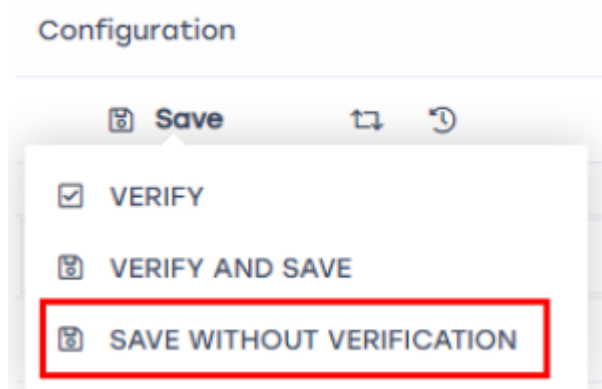 Configuration
Save
VERIFY
VERIFY AND SAVE
SAVE WITHOUT VERIFICATION